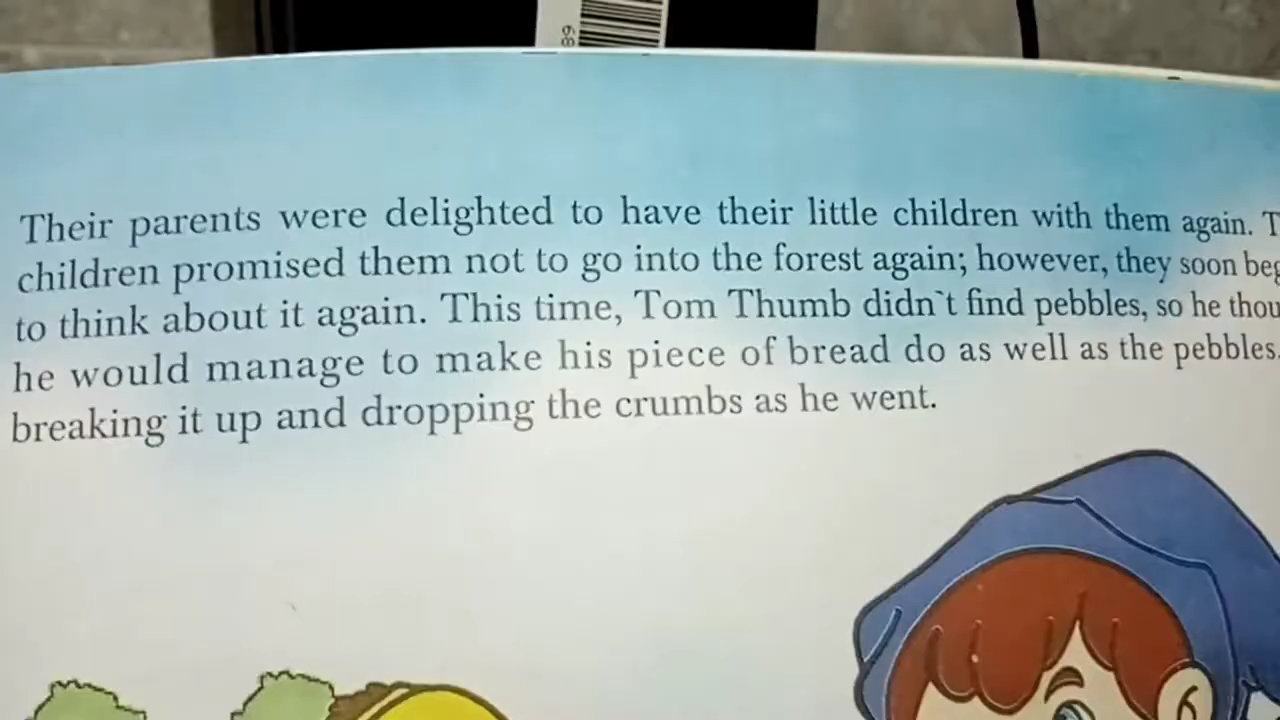 Their parents were delighted to have their little children with them again.
children promised them not to go into the forest again; however, they soon
to think about it again. This time, Tom Thumb didn`t find pebbles, so he
he would manage to make his piece of bread do as well as the pebbles.
breaking it up and dropping the crumbs as he went.
89